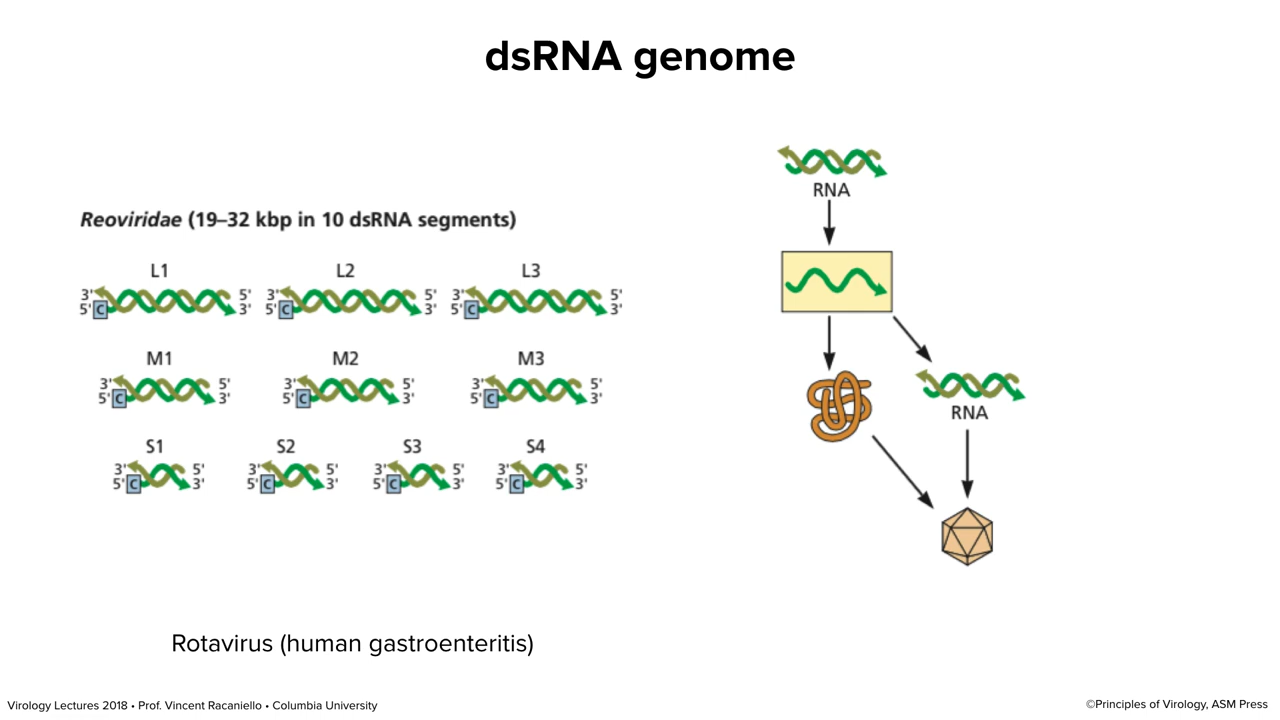 dsRNA genome
Reoviridae (19–32 kbp in 10 dsRNA segments)
L1 L2 L3
3' 5' 3' 5' 3' 5'
5' C 3' 5' C 3' 5' C 3'
M1 M2 M3
3' 5' 3' 5' 3' 5'
5' C 3' 5' C 3' 5' C 3'
S1 S2 S3 S4
3' 5' 3' 5' 3' 5' 3' 5'
5' C 3' 5' C 3' 5' C 3' 5' C 3'
Rotavirus (human gastroenteritis)
RNA
RNA
Virology Lectures 2018 • Prof. Vincent Racaniello • Columbia University
©Principles of Virology, ASM Press